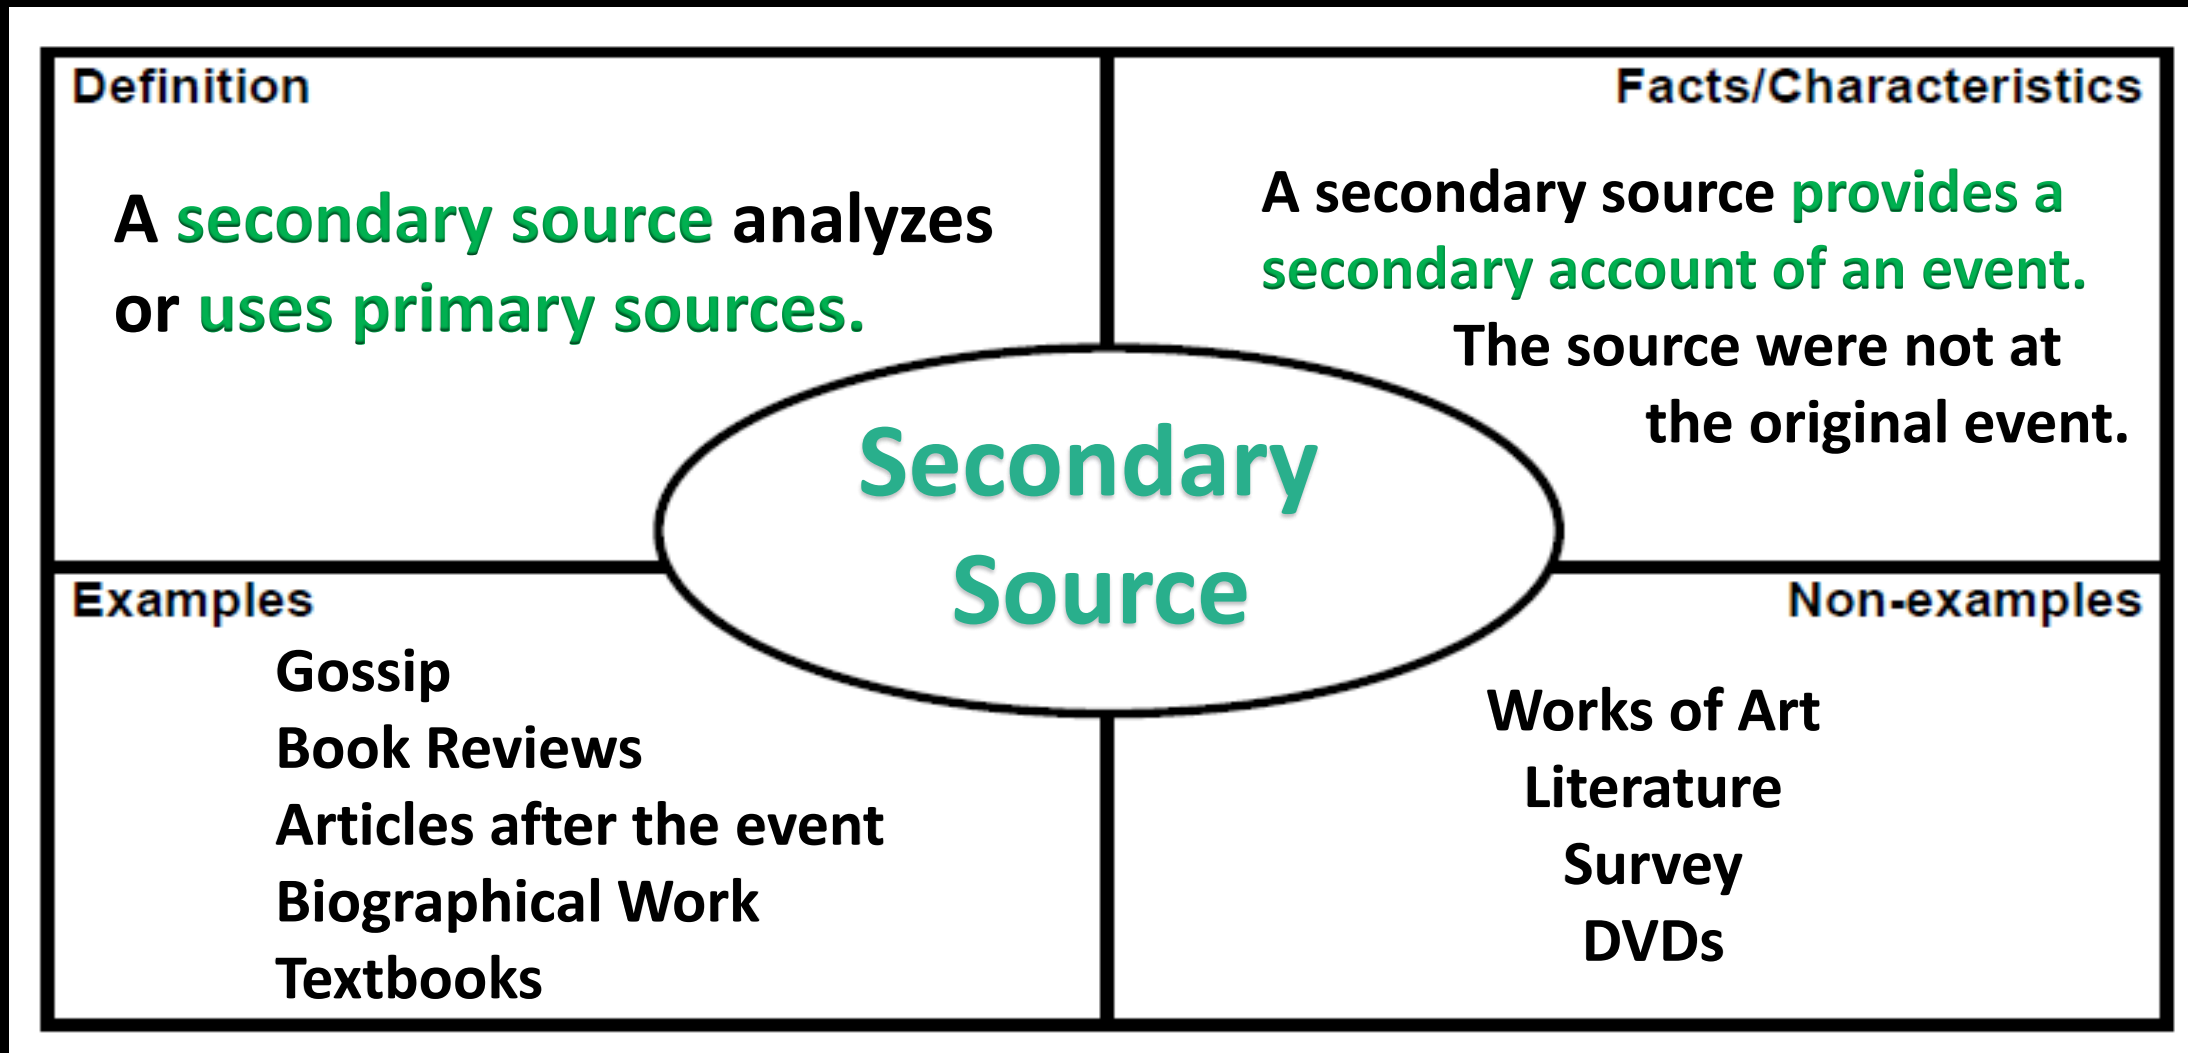 Definition
A secondary source analyzes
or uses primary sources.
Facts/Characteristics
A secondary source provides a
secondary account of an event.
The source were not at
the original event.
Secondary
Source
Examples
Gossip
Book Reviews
Articles after the event
Biographical Work
Textbooks
Non-examples
Works of Art
Literature
Survey
DVDs